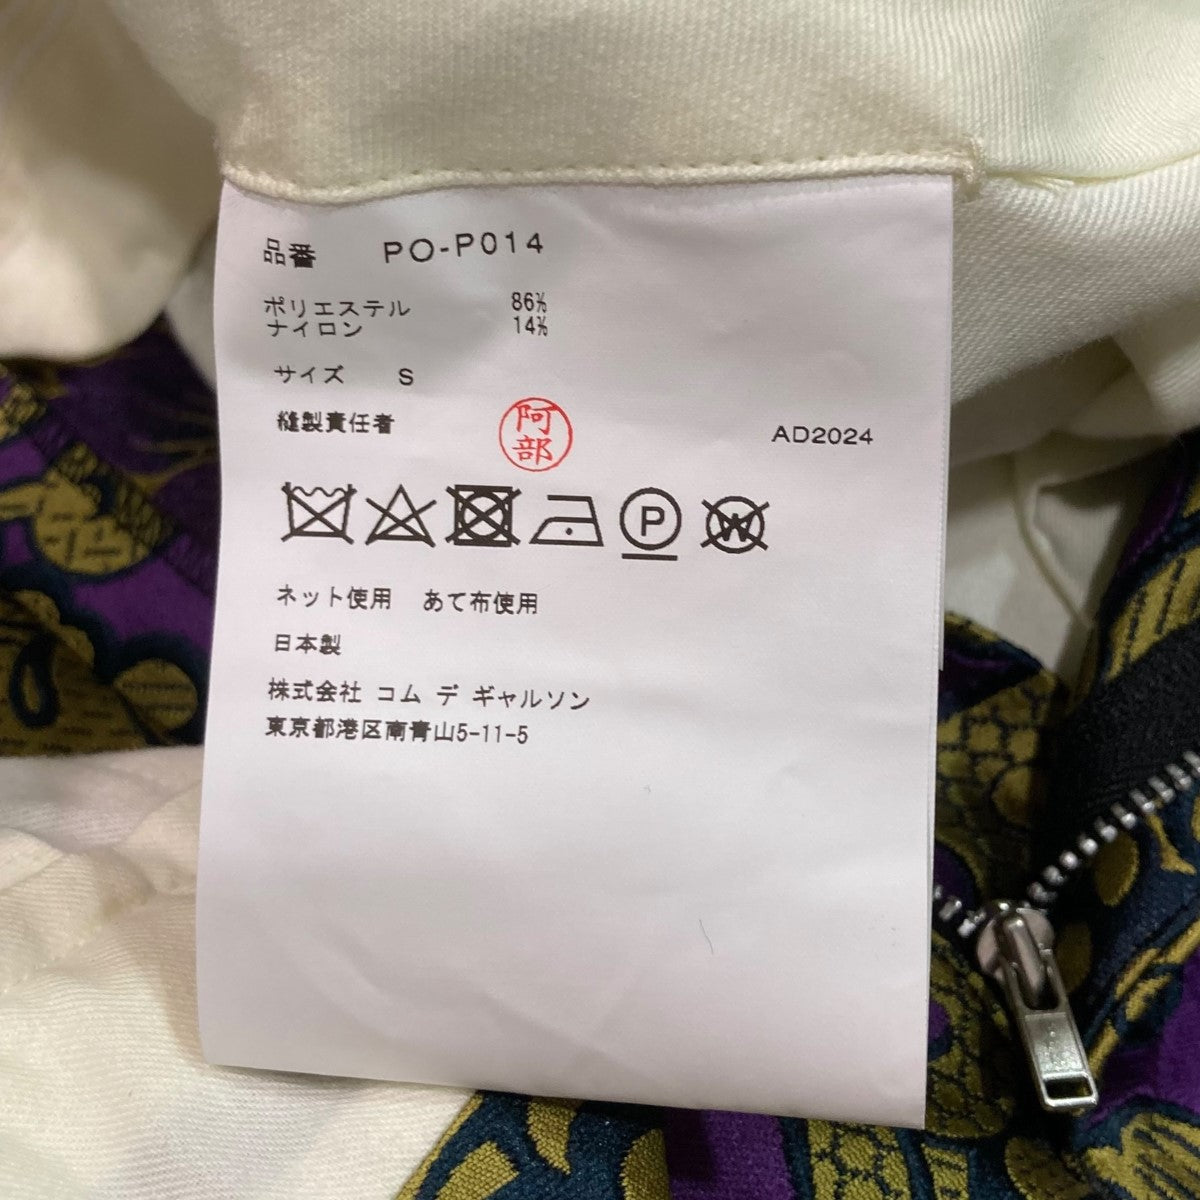 品番 PO-P014
ポリエステル 86%
ナイロン 14%
サイズ S
縫製責任者 阿部 AD2024
P W
ネット使用 あて布使用
日本製
株式会社 コム デ ギャルソン
東京都港区南青山5-11-5